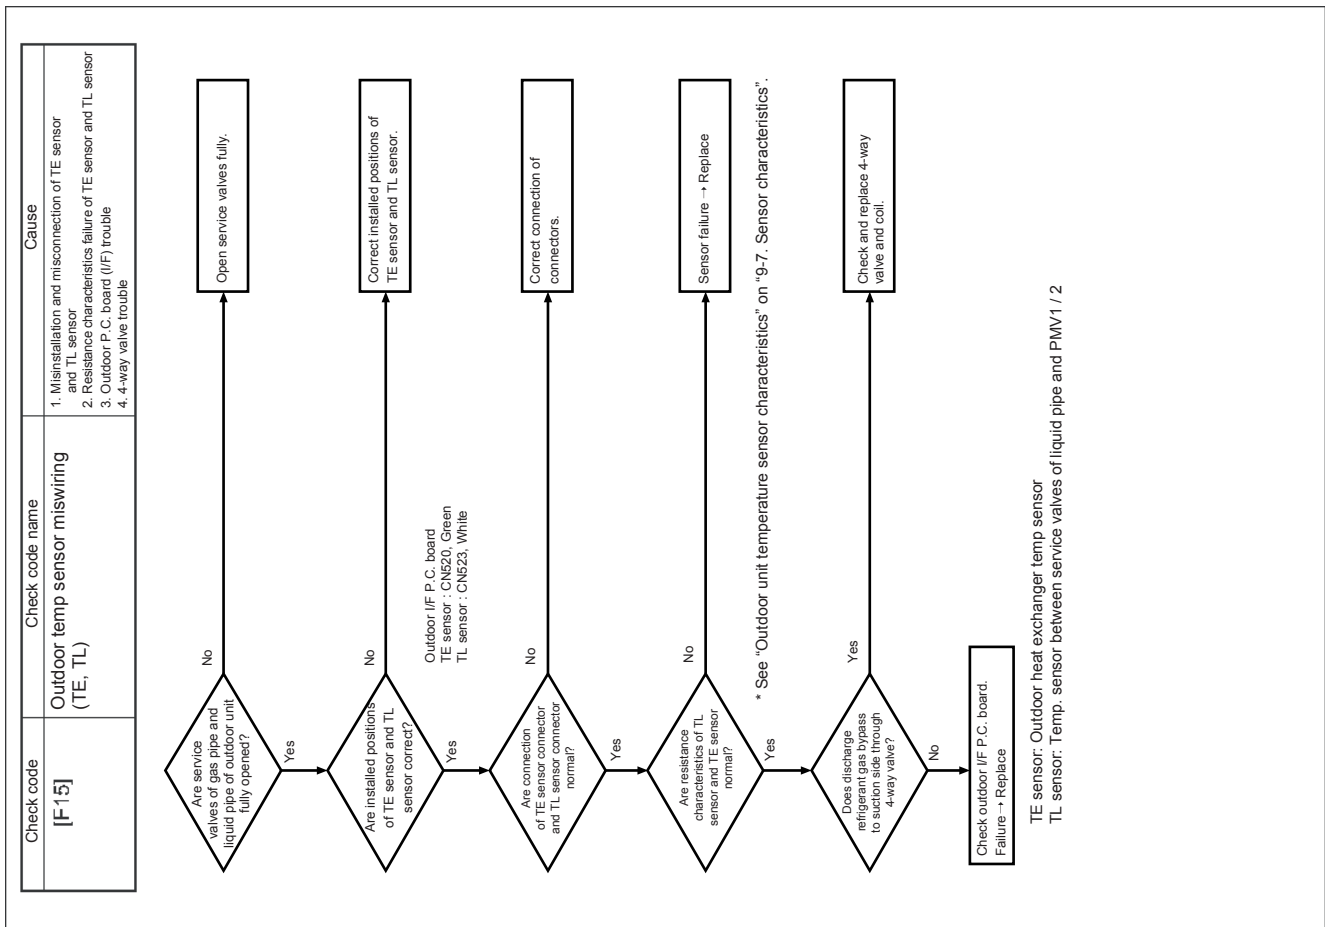 Check code
Check code name
Cause
[F15]
Outdoor temp sensor miswiring
(TE, TL)
1. Misinstallation and misconnection of TE sensor
and TL sensor
2. Resistance characteristics failure of TE sensor and TL sensor
3. Outdoor P.C. board (I/F) trouble
4. 4-way valve trouble
Are service
valves of gas pipe and
liquid pipe of outdoor unit
fully opened?
No
Open service valves fully.
Yes
Are installed positions
of TE sensor and TL
sensor correct?
No
Correct installed positions of
TE sensor and TL sensor.
Yes
Outdoor I/F P.C. board
TE sensor : CN520, Green
TL sensor : CN523, White
Are connection
of TE sensor connector
and TL sensor connector
normal?
No
Correct connection of
connectors.
Yes
Are resistance
characteristics of TL
sensor and TE sensor
normal?
No
Sensor failure → Replace
Yes
* See “Outdoor unit temperature sensor characteristics” on “9-7. Sensor characteristics”.
Does discharge
refrigerant gas bypass
to suction side through
4-way valve?
Yes
Check and replace 4-way
valve and coil.
No
Check outdoor I/F P.C. board.
Failure → Replace
TE sensor: Outdoor heat exchanger temp sensor
TL sensor: Temp. sensor between service valves of liquid pipe and PMV1 / 2